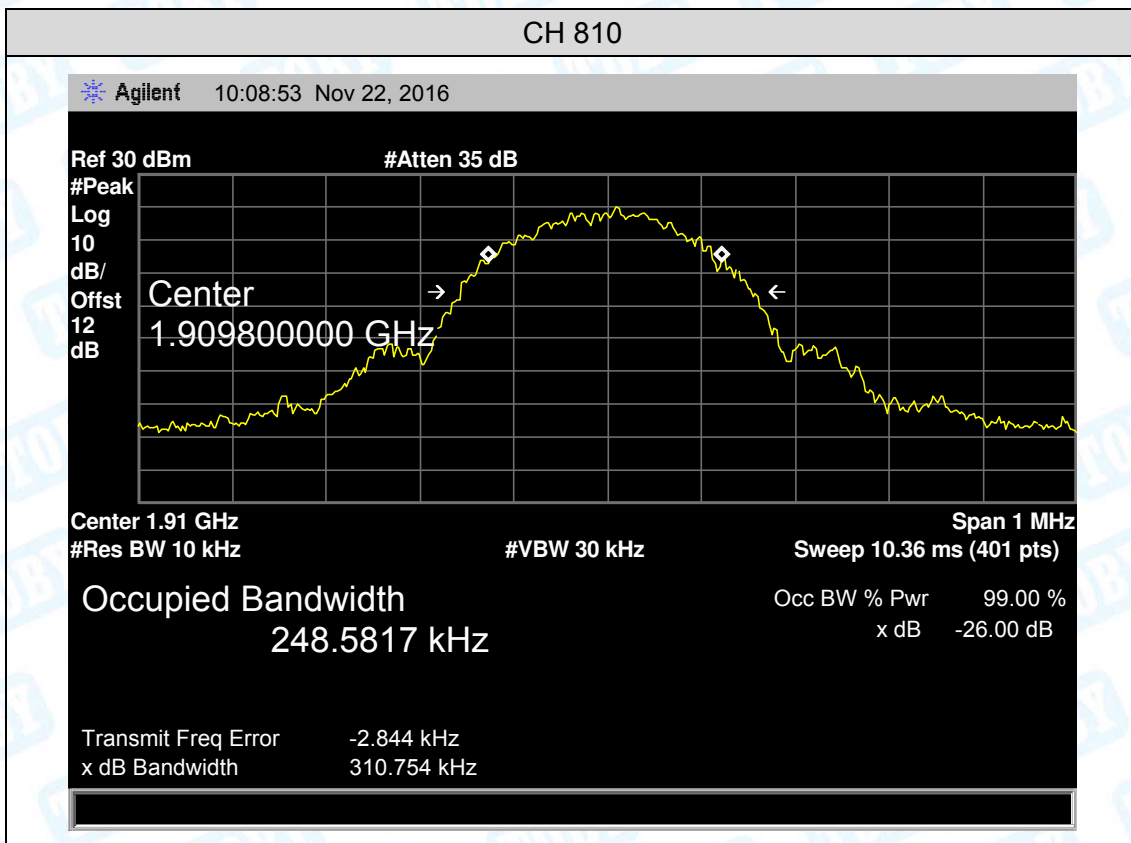 CH 810
Agilent 10:08:53 Nov 22, 2016
Ref 30 dBm #Atten 35 dB
#Peak
Log
10
dB/
Offst
12
dB
Center
1.909800000 GHz
Center 1.91 GHz Span 1 MHz
#Res BW 10 kHz #VBW 30 kHz Sweep 10.36 ms (401 pts)
Occupied Bandwidth
248.5817 kHz
Occ BW % Pwr 99.00 %
x dB -26.00 dB
Transmit Freq Error -2.844 kHz
x dB Bandwidth 310.754 kHz